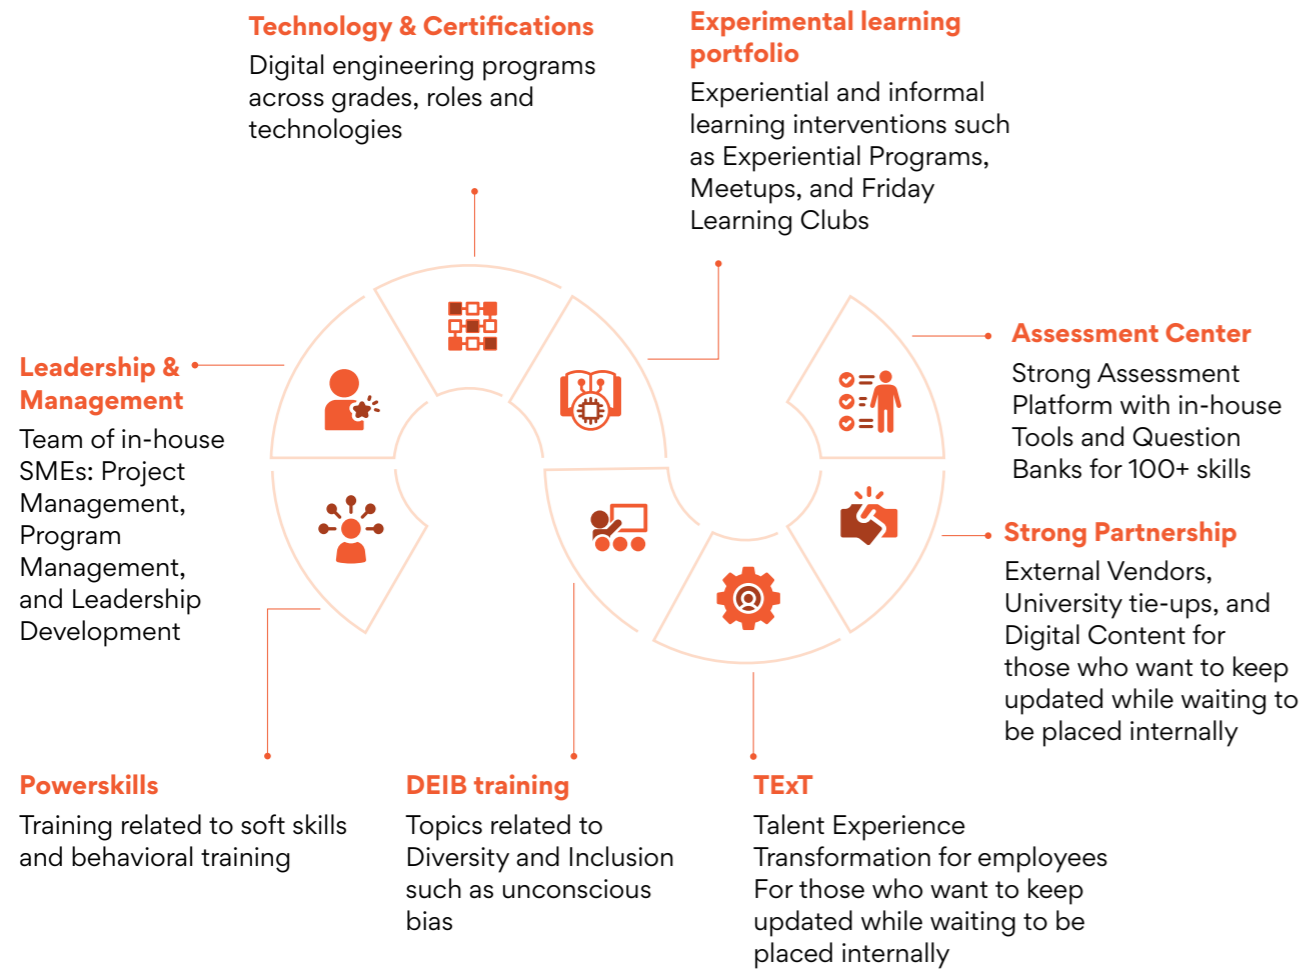 Technology & Certifications
Digital engineering programs
across grades, roles and
technologies
Experimental learning
portfolio
Experiential and informal
learning interventions such
as Experiential Programs,
Meetups, and Friday
Learning Clubs
Leadership &
Management
Team of in-house
SMEs: Project
Management,
Program
Management,
and Leadership
Development
Assessment Center
Strong Assessment
Platform with in-house
Tools and Question
Banks for 100+ skills
Strong Partnership
External Vendors,
University tie-ups, and
Digital Content for
those who want to keep
updated while waiting to
be placed internally
Powerskills
Training related to soft skills
and behavioral training
DEIB training
Topics related to
Diversity and Inclusion
such as unconscious
bias
TExT
Talent Experience
Transformation for employees
For those who want to keep
updated while waiting to be
placed internally